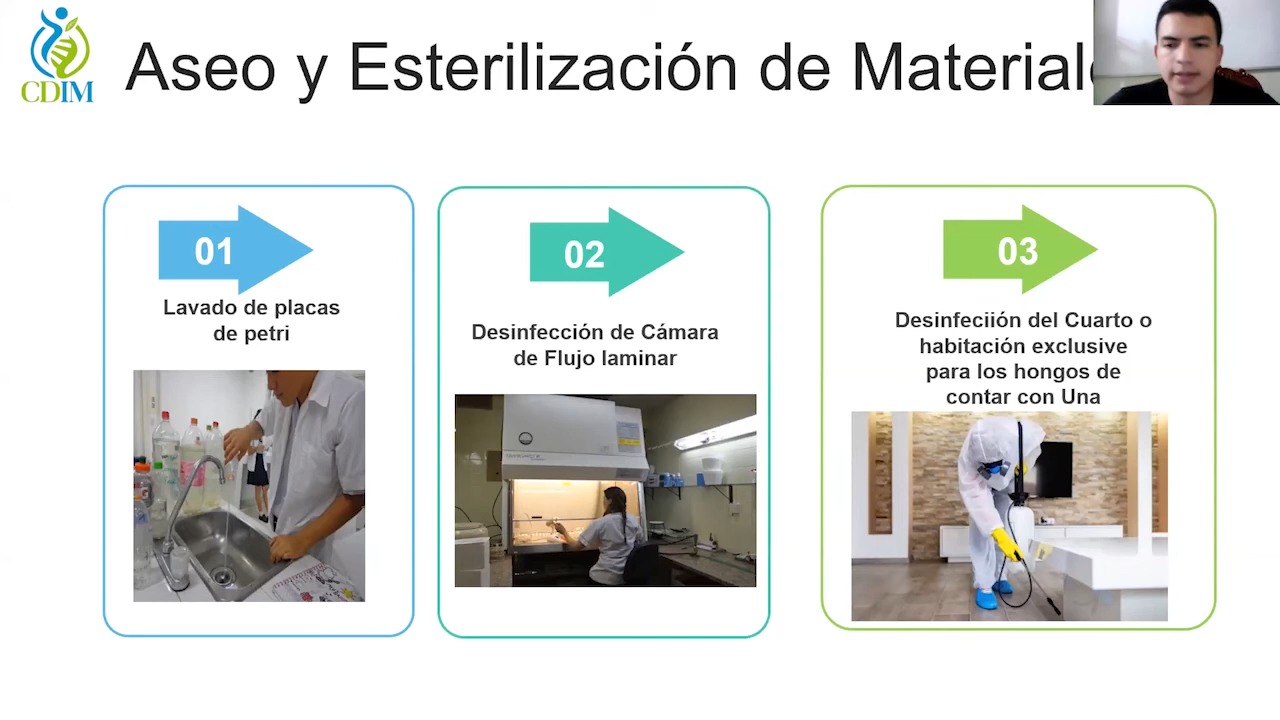 CDIM
Aseo y Esterilización de Material
01
Lavado de placas
de petri
02
Desinfección de Cámara
de Flujo laminar
03
Desinfeciión del Cuarto o
habitación exclusive
para los hongos de
contar con Una